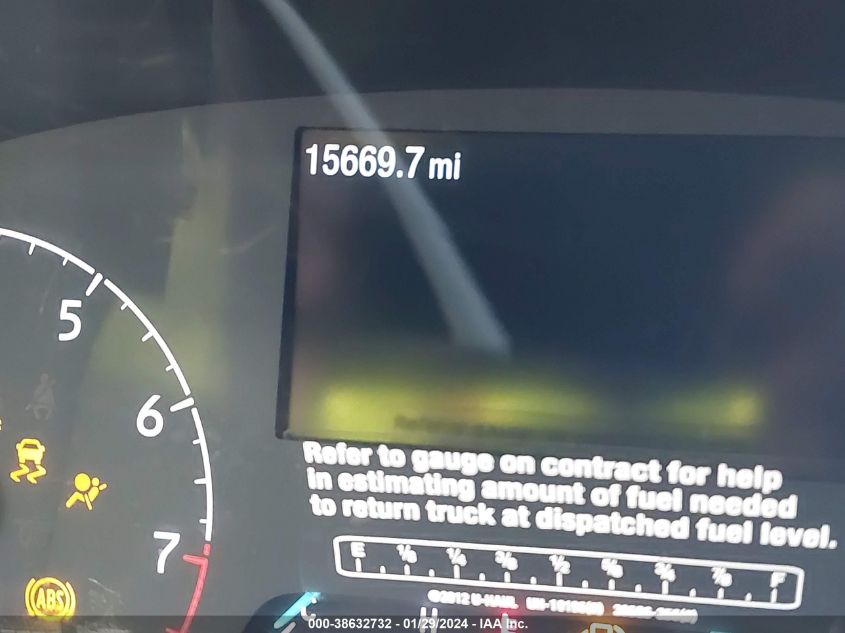 15669.7 mi
5
6
7
ABS
Refer to gauge on contract for help
in estimating amount of fuel needed
to return truck at dispatched fuel level.
E 1/8 1/4 3/8 1/2 5/8 3/4 7/8 F
©2012 U-HAUL
C H E
000-38632732 - 01/29/2024 - IAA Inc.